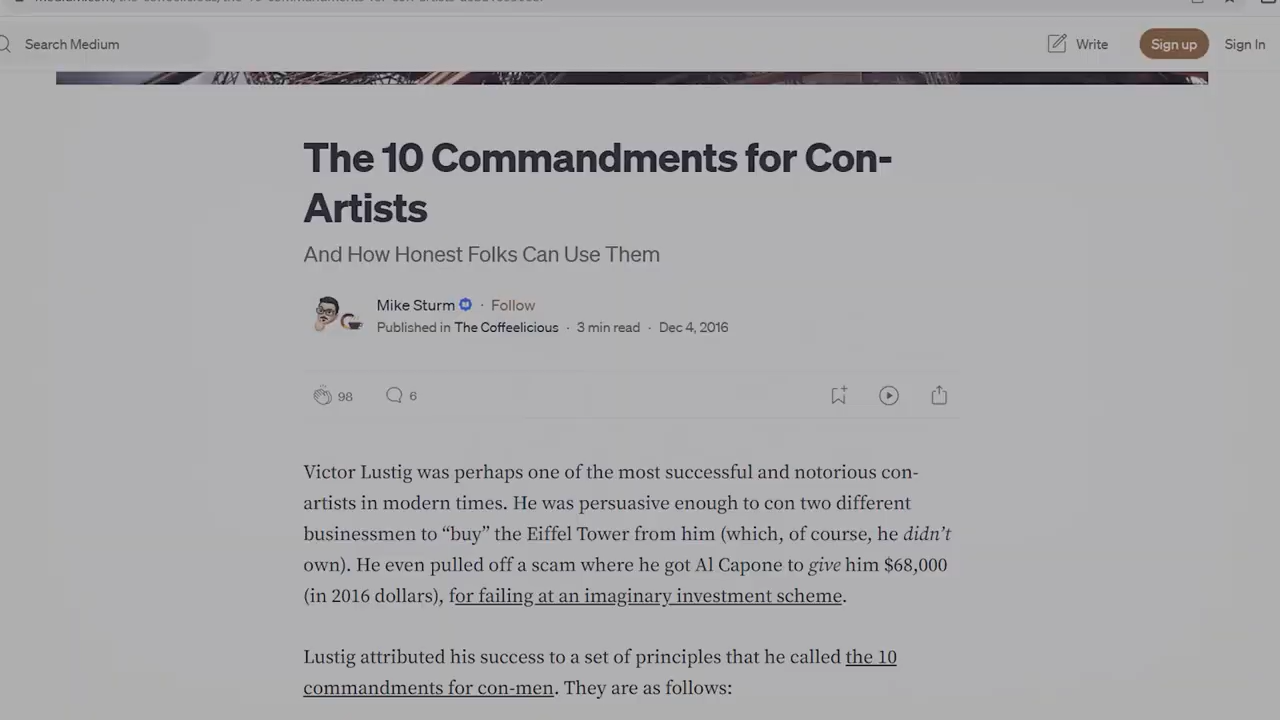 Search Medium
Write
Sign up
Sign In
The 10 Commandments for Con-
Artists
And How Honest Folks Can Use Them
Mike Sturm · Follow
Published in The Coffeelicious · 3 min read · Dec 4, 2016
98
6
Victor Lustig was perhaps one of the most successful and notorious con-
artists in modern times. He was persuasive enough to con two different
businessmen to “buy” the Eiffel Tower from him (which, of course, he didn’t
own). He even pulled off a scam where he got Al Capone to give him $68,000
(in 2016 dollars), for failing at an imaginary investment scheme.
Lustig attributed his success to a set of principles that he called the 10
commandments for con-men. They are as follows: